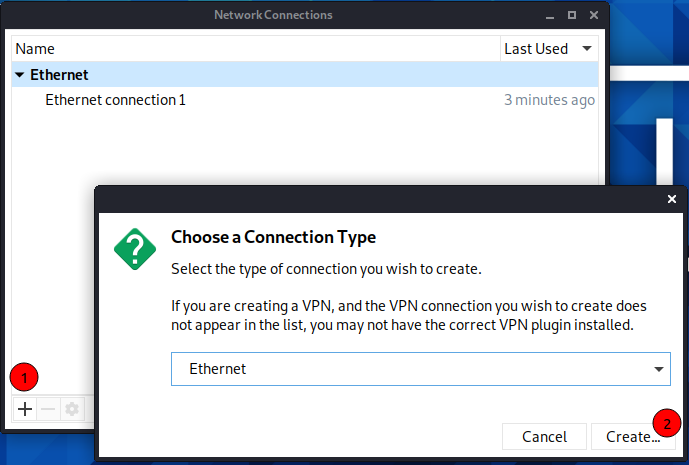 Network Connections
Name Last Used
Ethernet
Ethernet connection 1 3 minutes ago
Choose a Connection Type
Select the type of connection you wish to create.
If you are creating a VPN, and the VPN connection you wish to create does
not appear in the list, you may not have the correct VPN plugin installed.
Ethernet
1
2
Cancel Create...